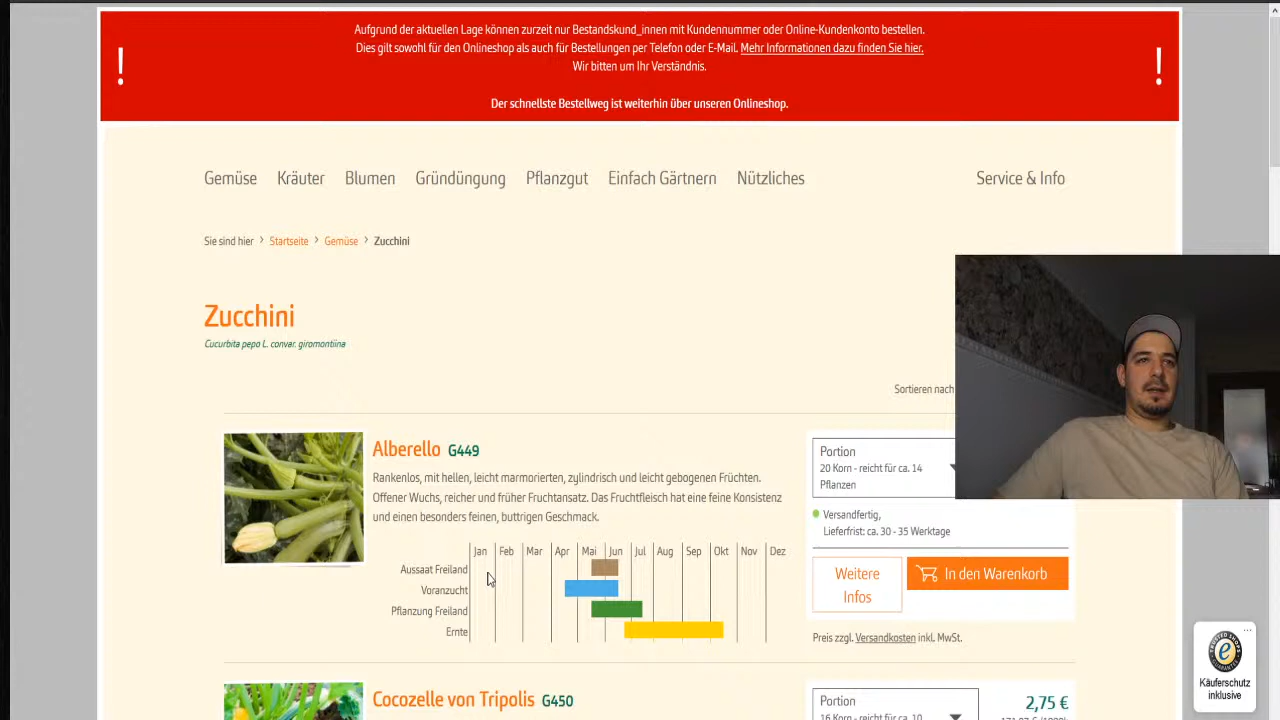 Aufgrund der aktuellen Lage können zurzeit nur Bestandskund_innen mit Kundennummer oder Online-Kundenkonto bestellen.
Dies gilt sowohl für den Onlineshop als auch für Bestellungen per Telefon oder E-Mail. Mehr Informationen dazu finden Sie hier.
Wir bitten um Ihr Verständnis.
! !
Der schnellste Bestellweg ist weiterhin über unseren Onlineshop.
Gemüse Kräuter Blumen Gründüngung Pflanzgut Einfach Gärtnern Nützliches Service & Info
Sie sind hier › Startseite › Gemüse › Zucchini
Zucchini
Cucurbita pepo L. convar. giromontiina
Sortieren nach
Alberello G449
Rankenlos, mit hellen, leicht marmorierten, zylindrisch und leicht gebogenen Früchten.
Offener Wuchs, reicher und früher Fruchtansatz. Das Fruchtfleisch hat eine feine Konsistenz
und einen besonders feinen, buttrigen Geschmack.
Jan Feb Mar Apr Mai Jun Jul Aug Sep Okt Nov Dez
Aussaat Freiland
Voranzucht
Pflanzung Freiland
Ernte
Portion
20 Korn - reicht für ca. 14
Pflanzen
Versandfertig,
Lieferfrist: ca. 30 - 35 Werktage
Weitere
Infos
In den Warenkorb
Preis zzgl. Versandkosten inkl. MwSt.
Cocozelle von Tripolis G450
Portion
2,75 €
Käuferschutz
inklusive